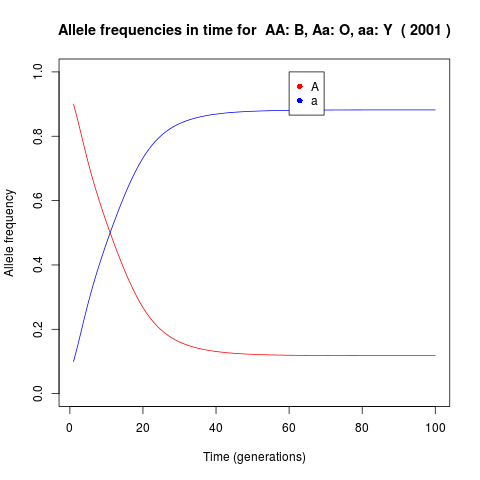 Allele frequencies in time for  AA: B, Aa: O, aa: Y  ( 2001 )
1.0
0.8
0.6
0.4
0.2
0.0
Allele frequency
A
a
0 20 40 60 80 100
Time (generations)